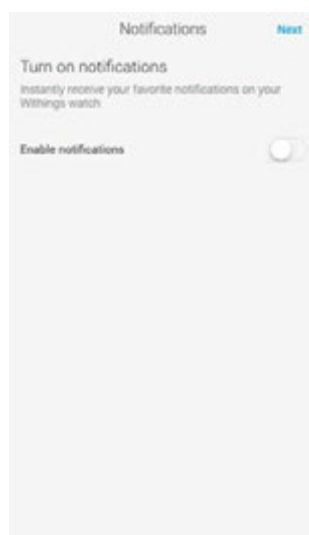 Notifications
Next
Turn on notifications
Instantly receive your favorite notifications on your
Withings watch
Enable notifications